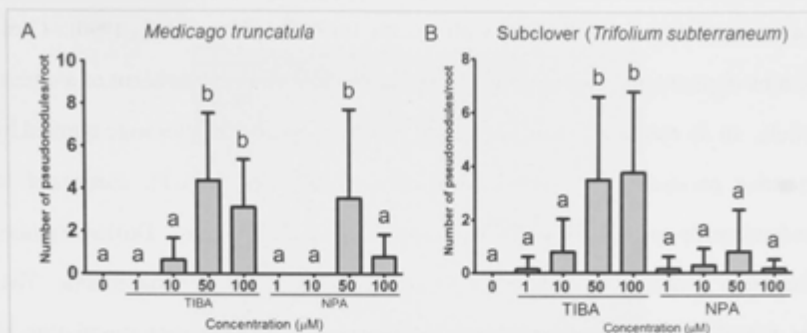 A
Medicago truncatula
Number of pseudonodules/root
10
8
6
4
2
0
a
a
a
b
b
a
a
b
a
0
1
10
50
100
1
10
50
100
TIBA
NPA
Concentration (μM)
B
Subclover (Trifolium subterraneum)
Number of pseudonodules/root
8
6
4
2
0
a
a
a
b
b
a
a
a
a
0
1
10
50
100
1
10
50
100
TIBA
NPA
Concentration (μM)